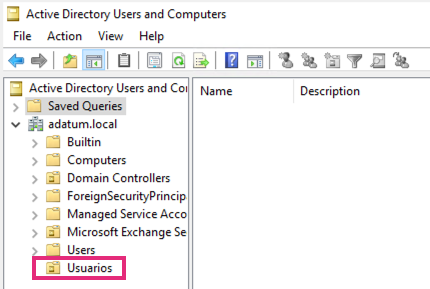 Active Directory Users and Computers
File Action View Help
Active Directory Users and Co
Name Description
Saved Queries
adatum.local
Builtin
Computers
Domain Controllers
ForeignSecurityPrincip
Managed Service Acco
Microsoft Exchange Se
Users
Usuarios